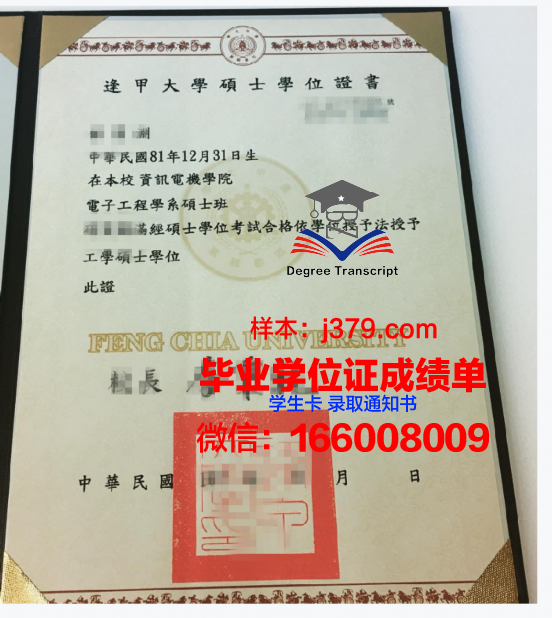 逢甲大學碩士學位證書
號
中華民國81年12月31日生
在本校 資訊電機學院
電子工程學系碩士班
滿經碩士學位考試合格依學位授予法授予
工學碩士學位
此證
Degree Transcript
FENG CHIA UNIVERSITY
样本：j379.com
校長
毕业学位证成绩单
学生卡 录取通知书
微信：166008009
中華民國 月 日